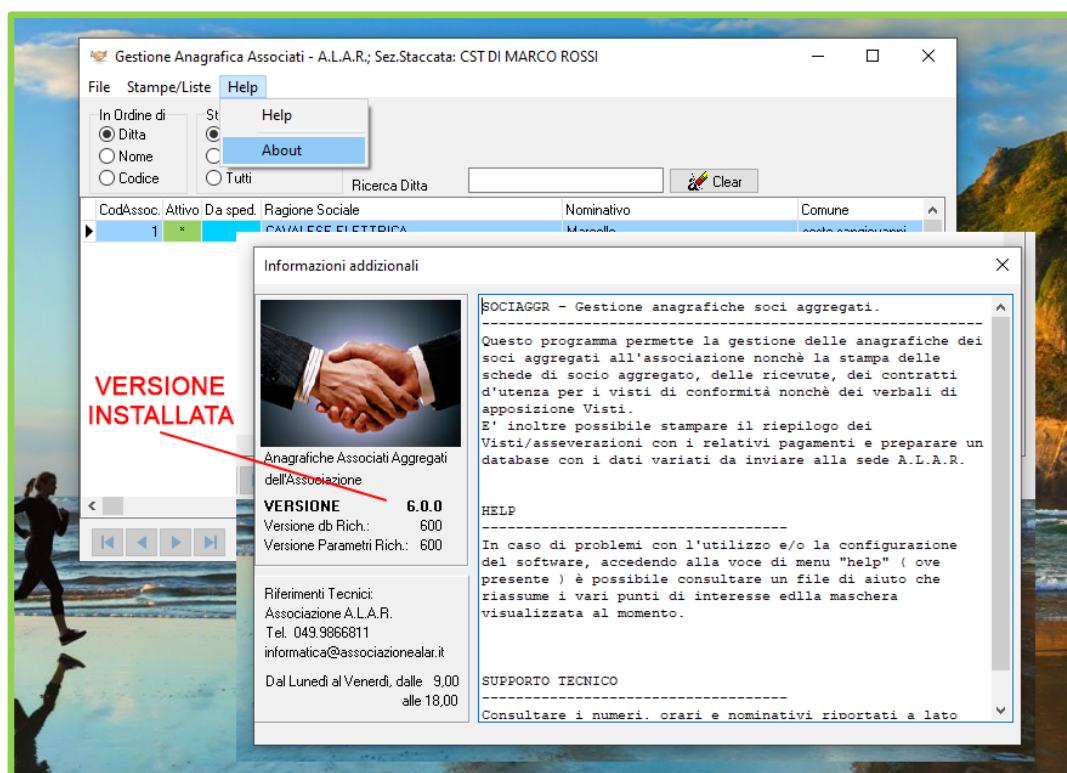 Gestione Anagrafica Associati - A.L.A.R.; Sez.Staccata: CST DI MARCO ROSSI
File Stampe/Liste Help
Help
About
In Ordine di
Ditta
Nome
Codice
St
Tutti
Ricerca Ditta
Clear
CodAssoc. Attivo Da sped. Ragione Sociale Nominativo Comune
1 * CAVALESE ELETTRICA Marcello
VERSIONE
INSTALLATA
Informazioni addizionali
Anagrafiche Associati Aggregati
dell'Associazione
VERSIONE 6.0.0
Versione db Rich.: 600
Versione Parametri Rich.: 600
Riferimenti Tecnici:
Associazione A.L.A.R.
Tel. 049.9866811
informatica@associazionealar.it
Dal Lunedì al Venerdì, dalle 9,00
alle 18,00
SOCIAGGR - Gestione anagrafiche soci aggregati.
-----------------------------------------------------------
Questo programma permette la gestione delle anagrafiche dei
soci aggregati all'associazione nonchè la stampa delle
schede di socio aggregato, delle ricevute, dei contratti
d'utenza per i visti di conformità nonchè dei verbali di
apposizione Visti.
E' inoltre possibile stampare il riepilogo dei
Visti/asseverazioni con i relativi pagamenti e preparare un
database con i dati variati da inviare alla sede A.L.A.R.
HELP
------------------------------------
In caso di problemi con l'utilizzo e/o la configurazione
del software, accedendo alla voce di menu "help" ( ove
presente ) è possibile consultare un file di aiuto che
riassume i vari punti di interesse edlla maschera
visualizzata al momento.
SUPPORTO TECNICO
------------------------------------
Consultare i numeri, orari e nominativi riportati a lato